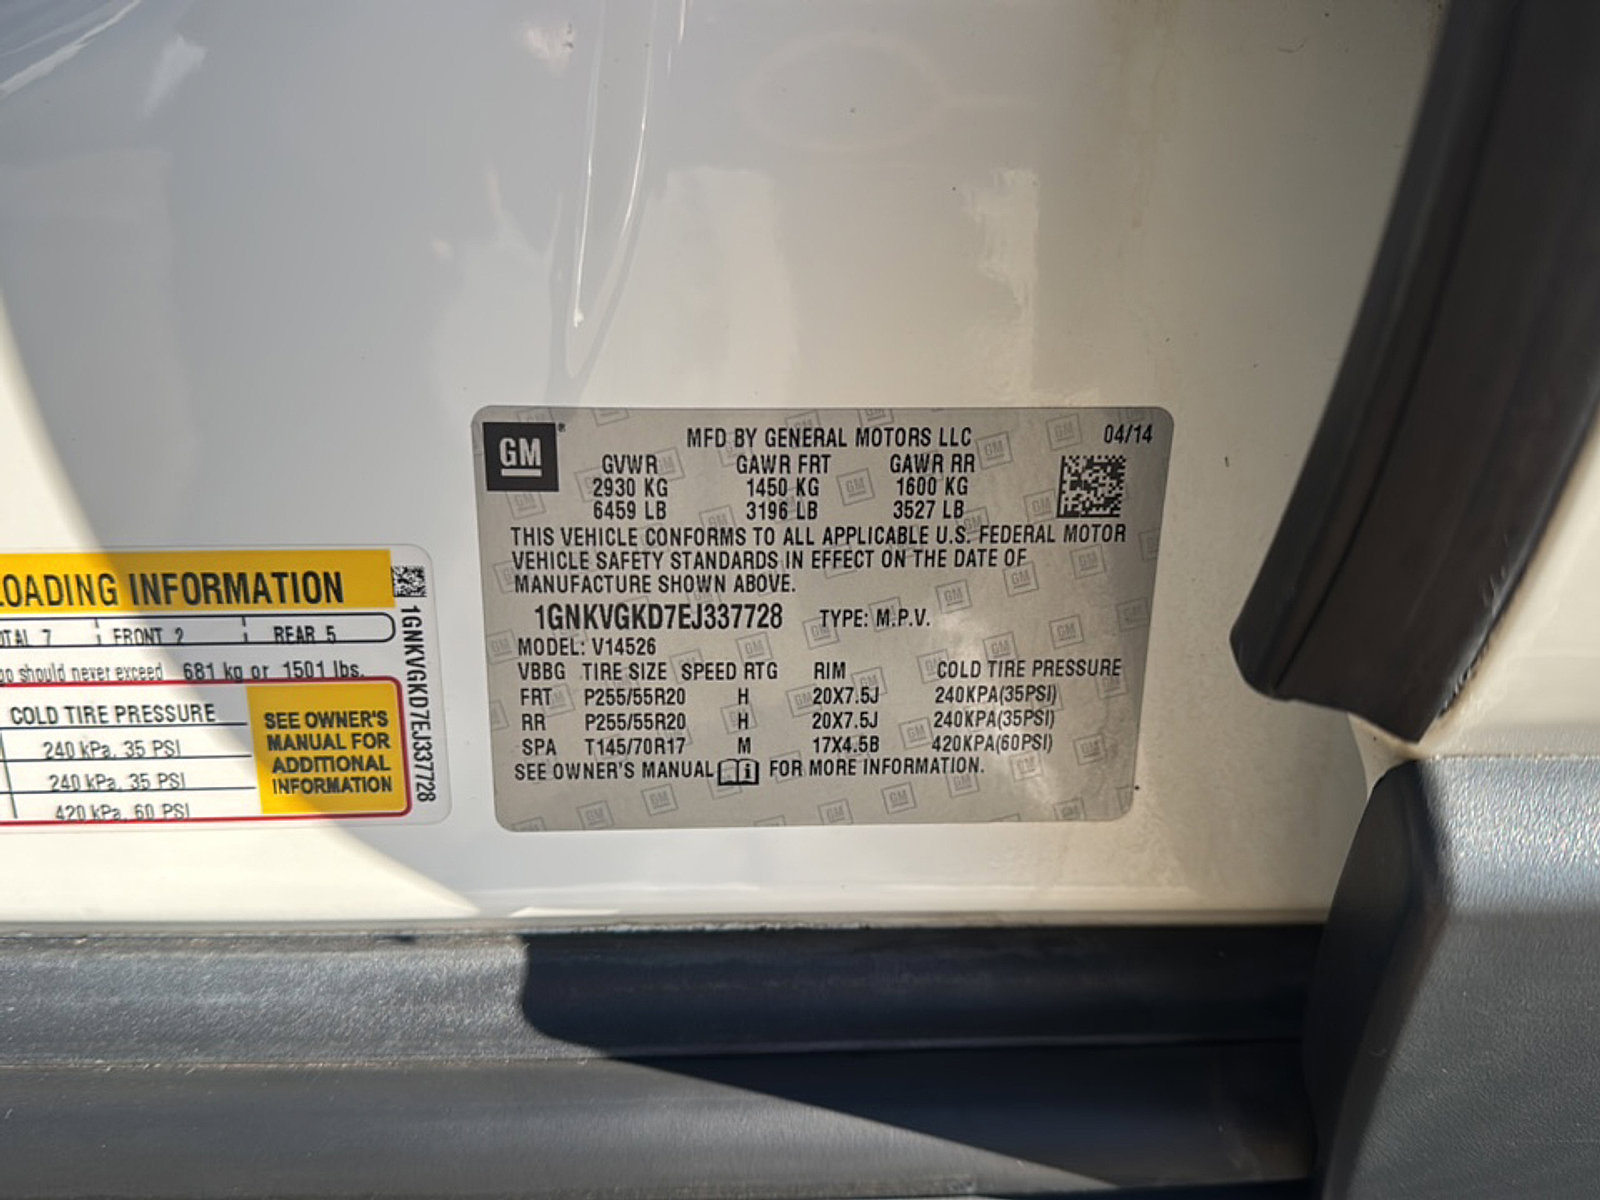 GM
MFD BY GENERAL MOTORS LLC 04/14
GVWR GAWR FRT GAWR RR
2930 KG 1450 KG 1600 KG
6459 LB 3196 LB 3527 LB
THIS VEHICLE CONFORMS TO ALL APPLICABLE U.S. FEDERAL MOTOR
VEHICLE SAFETY STANDARDS IN EFFECT ON THE DATE OF
MANUFACTURE SHOWN ABOVE.
1GNKVGKD7EJ337728 TYPE: M.P.V.
MODEL: V14526
VBBG TIRE SIZE SPEED RTG RIM COLD TIRE PRESSURE
FRT P255/55R20 H 20X7.5J 240KPA(35PSI)
RR P255/55R20 H 20X7.5J 240KPA(35PSI)
SPA T145/70R17 M 17X4.5B 420KPA(60PSI)
SEE OWNER'S MANUAL FOR MORE INFORMATION.
LOADING INFORMATION
OTAL 7 FRONT 2 REAR 5
go should never exceed 681 kg or 1501 lbs.
COLD TIRE PRESSURE
240 kPa, 35 PSI
240 kPa, 35 PSI
420 kPa, 60 PSI
SEE OWNER'S
MANUAL FOR
ADDITIONAL
INFORMATION
1GNKVGKD7EJ337728